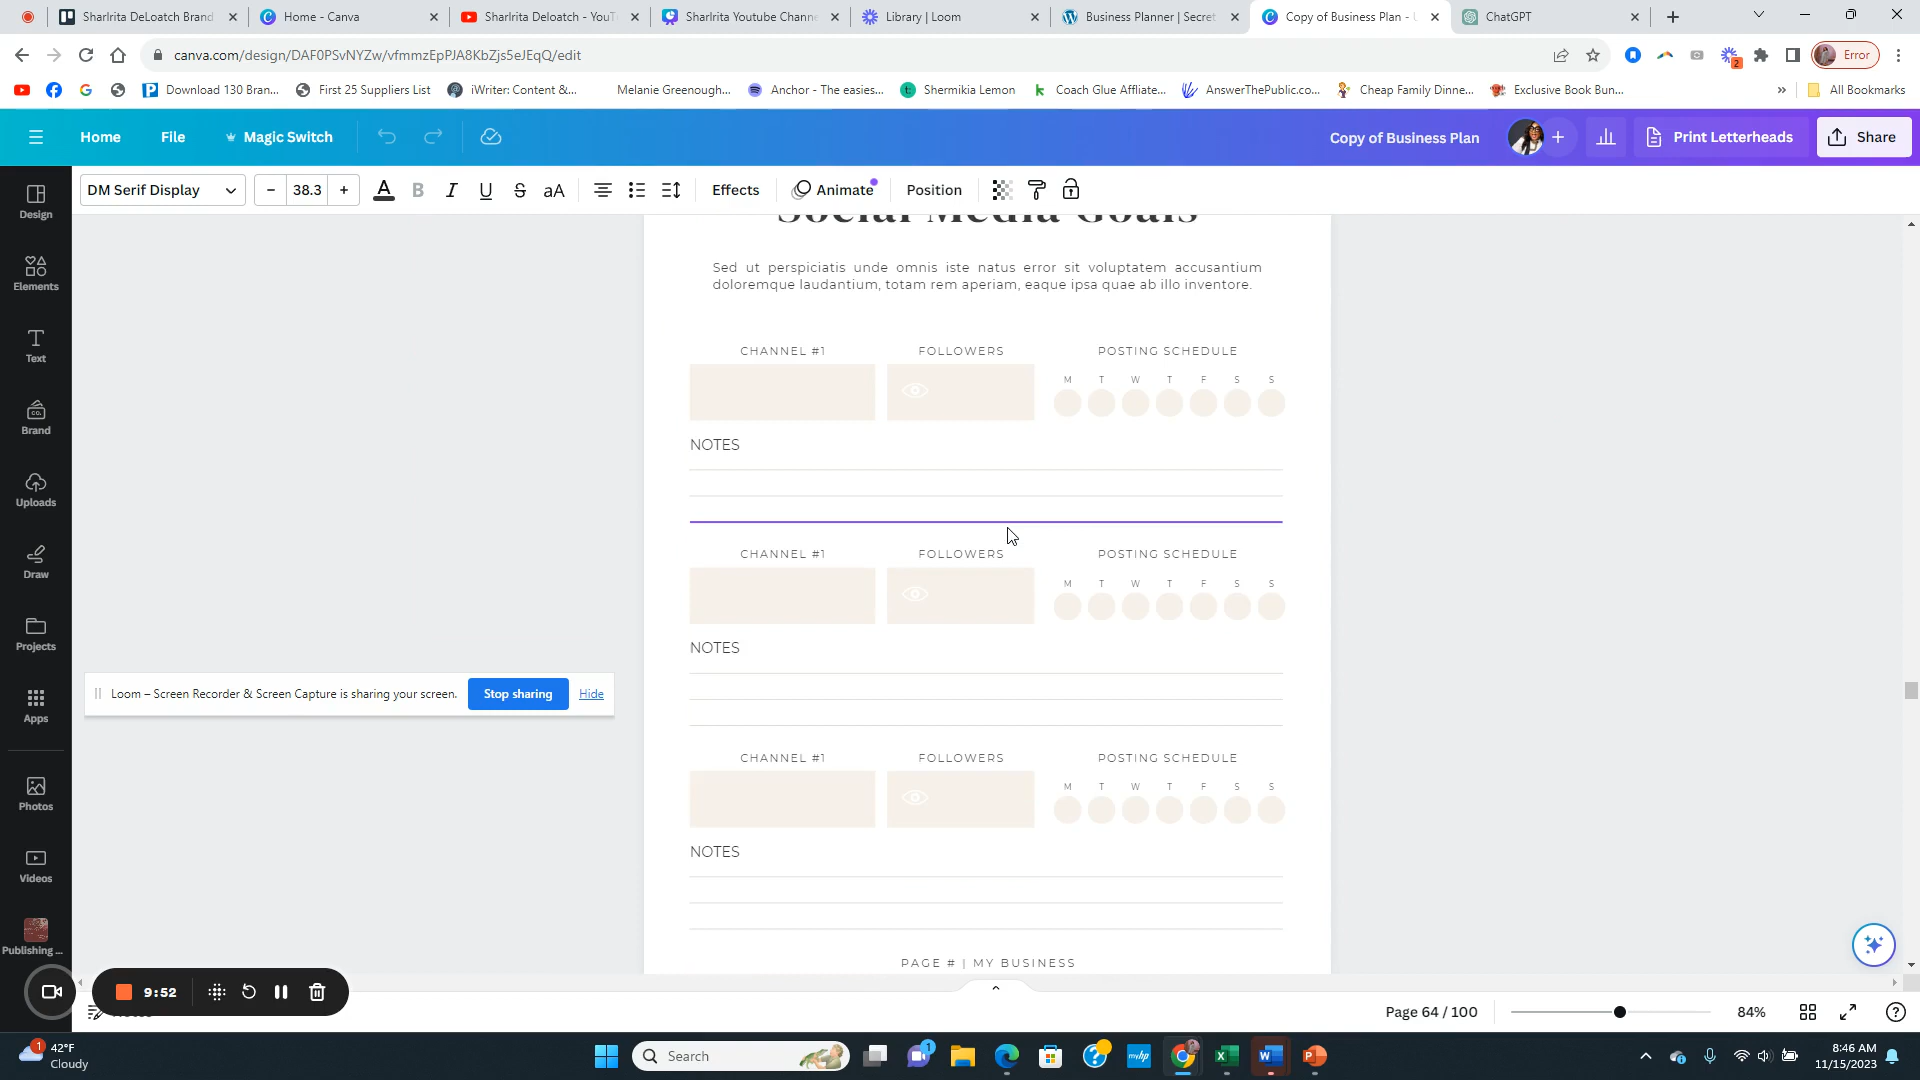 Sharlrita DeLoatch Brand
Home - Canva
Sharlrita Deloatch - YouT
Sharlrita Youtube Chann
Library | Loom
Business Planner | Secret
Copy of Business Plan - U
ChatGPT
canva.com/design/DAF0PSvNYZw/vfmmzEpPJA8KbZjs5eJEqQ/edit
2
Error
Download 130 Bran...
First 25 Suppliers List
iWriter: Content &...
Melanie Greenough...
Anchor - The easies...
Shermikia Lemon
Coach Glue Affiliate...
AnswerThePublic.co...
Cheap Family Dinne...
Exclusive Book Bun...
»
All Bookmarks
Home
File
Magic Switch
Copy of Business Plan
Print Letterheads
Share
DM Serif Display
- 38.3 +
A B I U S aA
Effects
Animate
Position
Design
Elements
Text
Brand
Uploads
Draw
Projects
Apps
Photos
Videos
Publishing ...
Social Media Goals
Sed ut perspiciatis unde omnis iste natus error sit voluptatem accusantium
doloremque laudantium, totam rem aperiam, eaque ipsa quae ab illo inventore.
CHANNEL #1 FOLLOWERS POSTING SCHEDULE
M T W T F S S
NOTES
CHANNEL #1 FOLLOWERS POSTING SCHEDULE
M T W T F S S
NOTES
CHANNEL #1 FOLLOWERS POSTING SCHEDULE
M T W T F S S
NOTES
PAGE # | MY BUSINESS
Loom – Screen Recorder & Screen Capture is sharing your screen.
Stop sharing
Hide
9:52
Page 64 / 100
84%
1
42°F
Cloudy
Search
1
8:46 AM
11/15/2023